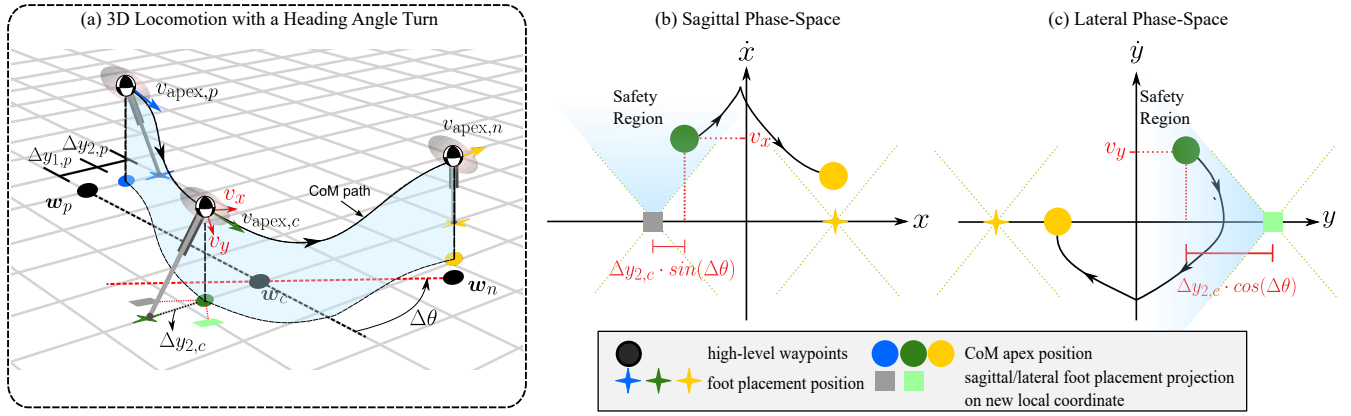 (a) 3D Locomotion with a Heading Angle Turn
v_apex,p
v_apex,n
Δy_2,p
Δy_1,p
CoM path
w_p
v_x
v_apex,c
v_y
w_c
w_n
Δθ
Δy_2,c
(b) Sagittal Phase-Space
ẋ
Safety
Region
v_x
x
Δy_2,c · sin(Δθ)
(c) Lateral Phase-Space
ẏ
Safety
Region
v_y
y
Δy_2,c · cos(Δθ)
high-level waypoints
CoM apex position
foot placement position
sagittal/lateral foot placement projection
on new local coordinate